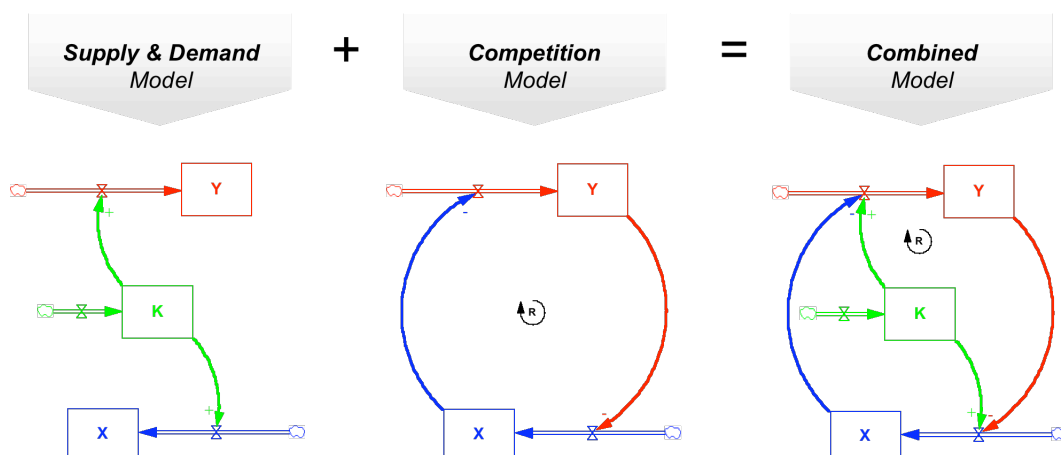 Supply & Demand
Model
+
Competition
Model
=
Combined
Model
Y
+
K
+
X
Y
-
R
-
X
Y
-
+
R
K
+
-
X